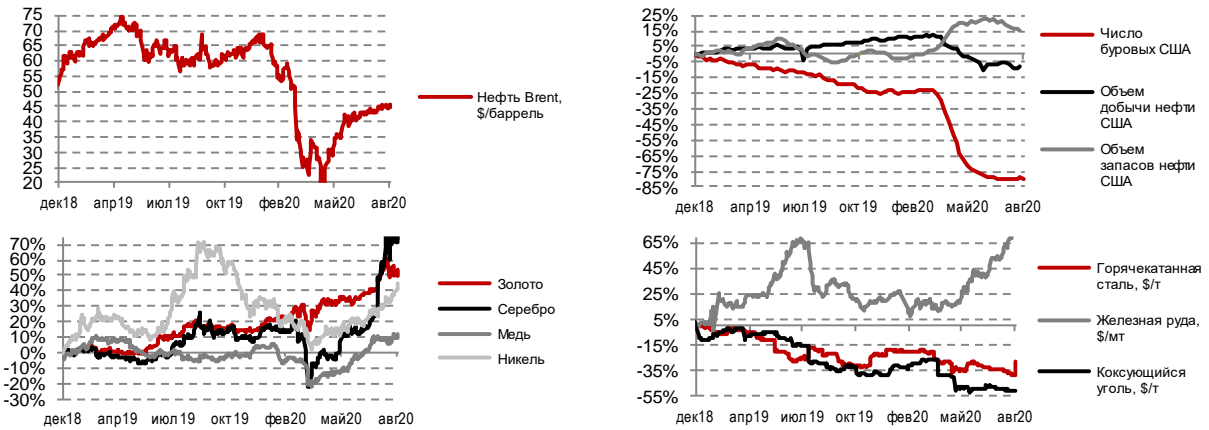 75
70
65
60
55
50
45
40
35
30
25
20
дек18 апр19 июл19 окт19 фев20 май20 авг20
Нефть Brent,
$/баррель
25%
15%
5%
-5%
-15%
-25%
-35%
-45%
-55%
-65%
-75%
-85%
дек18 апр19 июл19 окт19 фев20 май20 авг20
Число
буровых США
Объем
добычи нефти
США
Объем
запасов нефти
США
70%
60%
50%
40%
30%
20%
10%
0%
-10%
-20%
-30%
дек18 апр19 июл19 окт19 фев20 май20 авг20
Золото
Серебро
Медь
Никель
65%
45%
25%
5%
-15%
-35%
-55%
дек18 апр19 июл19 окт19 фев20 май20 авг20
Горячекатанная
сталь, $/т
Железная руда,
$/мт
Коксующийся
уголь, $/т